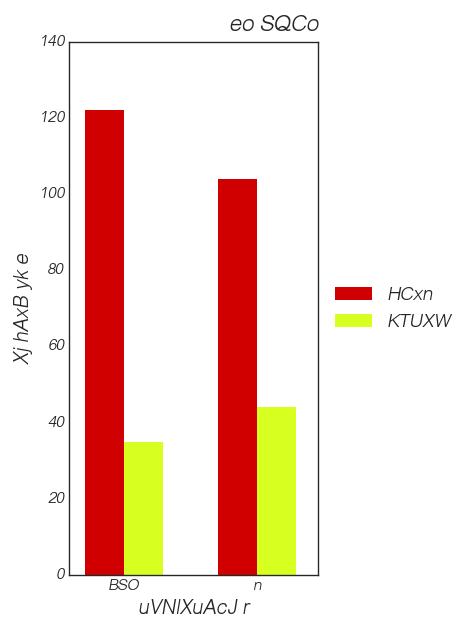 eo SQCo
140
120
100
80
60
40
20
0
Xj hAxB yk e
BSO n
uVNlXuAcJ r
HCxn
KTUXW